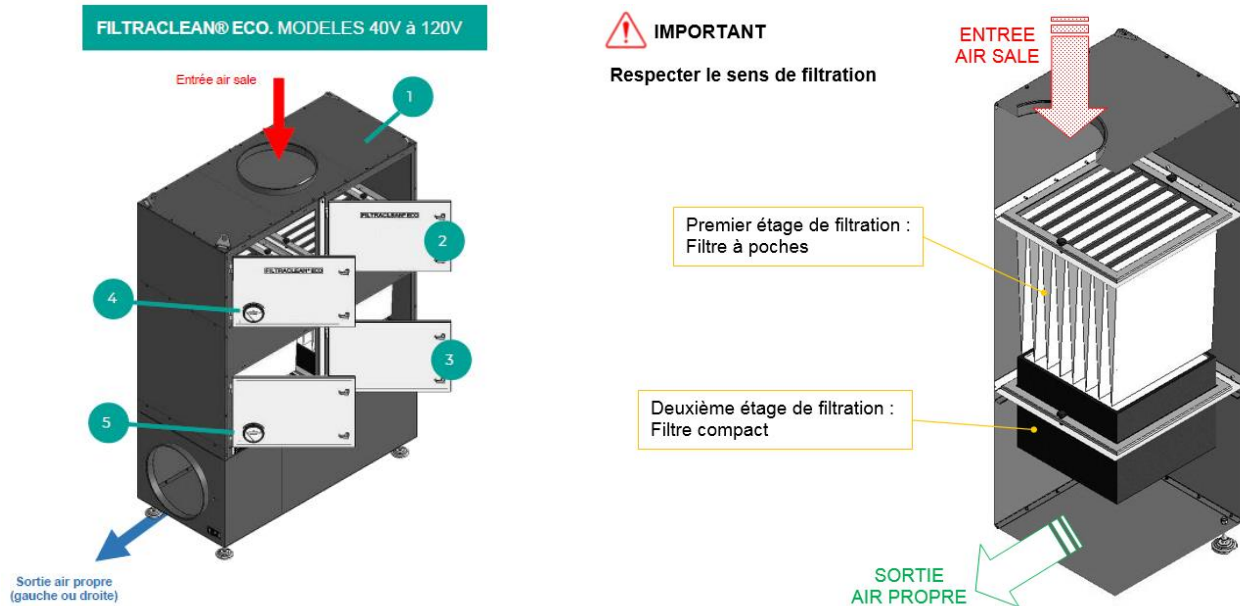 FILTRACLEAN® ECO. MODELES 40V à 120V
Entrée air sale
1
FILTRACLEAN® ECO
2
FILTRACLEAN® ECO
4
3
5
Sortie air propre
(gauche ou droite)
IMPORTANT
Respecter le sens de filtration
ENTREE
AIR SALE
Premier étage de filtration :
Filtre à poches
Deuxième étage de filtration :
Filtre compact
SORTIE
AIR PROPRE